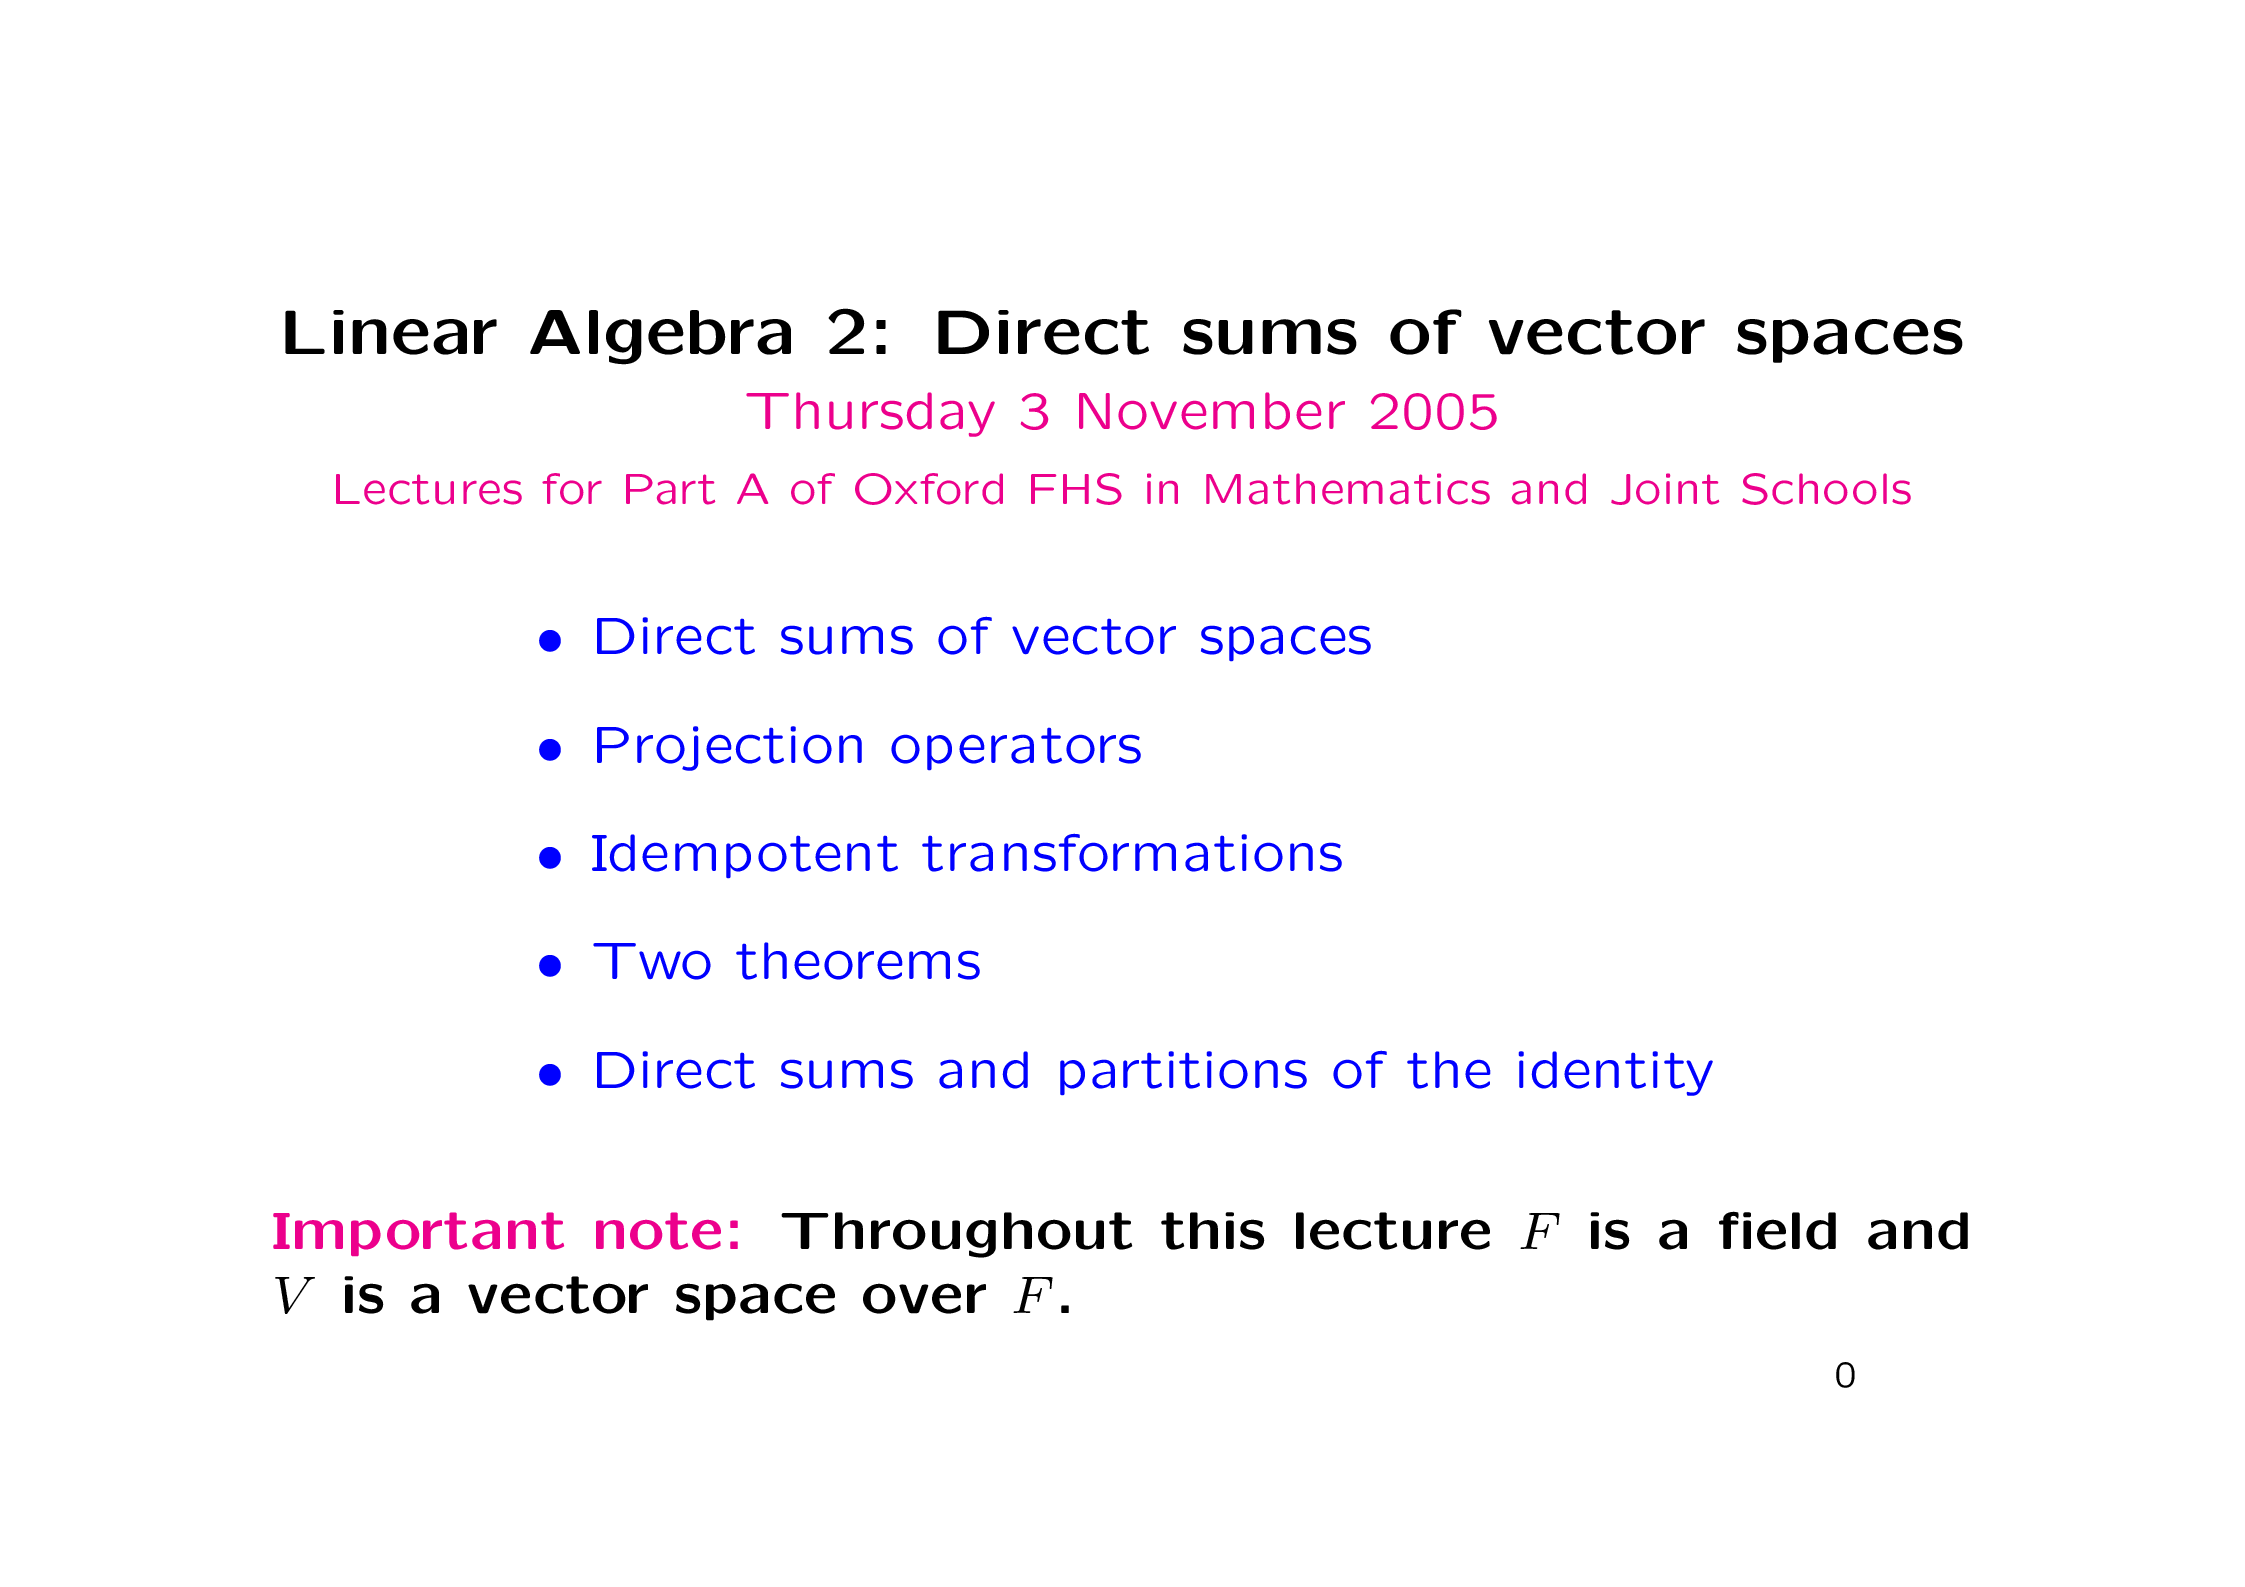 Linear Algebra 2: Direct sums of vector spaces
Thursday 3 November 2005
Lectures for Part A of Oxford FHS in Mathematics and Joint Schools
• Direct sums of vector spaces
• Projection operators
• Idempotent transformations
• Two theorems
• Direct sums and partitions of the identity
Important note: Throughout this lecture F is a field and
V is a vector space over F.
0